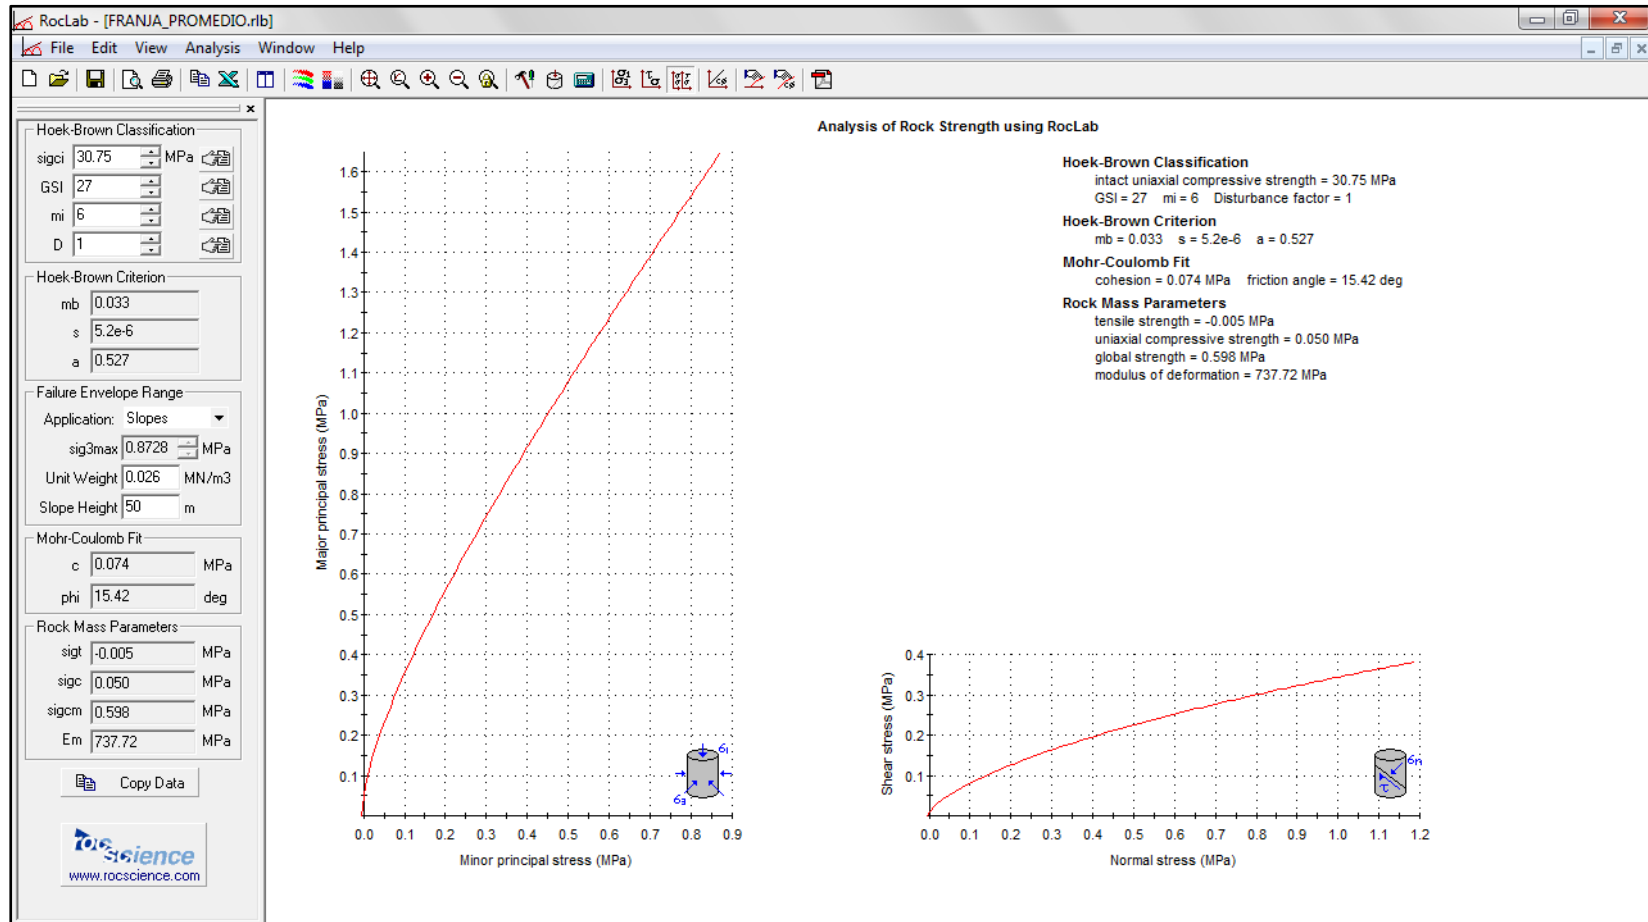 RocLab - [FRANJA_PROMEDIO.rlb]
File Edit View Analysis Window Help
Hoek-Brown Classification
sigci 30.75 MPa
GSI 27
mi 6
D 1
Hoek-Brown Criterion
mb 0.033
s 5.2e-6
a 0.527
Failure Envelope Range
Application: Slopes
sig3max 0.8728 MPa
Unit Weight 0.026 MN/m3
Slope Height 50 m
Mohr-Coulomb Fit
c 0.074 MPa
phi 15.42 deg
Rock Mass Parameters
sigt -0.005 MPa
sigc 0.050 MPa
sigcm 0.598 MPa
Em 737.72 MPa
Copy Data
rocscience
www.rocscience.com
Analysis of Rock Strength using RocLab
Hoek-Brown Classification
intact uniaxial compressive strength = 30.75 MPa
GSI = 27 mi = 6 Disturbance factor = 1
Hoek-Brown Criterion
mb = 0.033 s = 5.2e-6 a = 0.527
Mohr-Coulomb Fit
cohesion = 0.074 MPa friction angle = 15.42 deg
Rock Mass Parameters
tensile strength = -0.005 MPa
uniaxial compressive strength = 0.050 MPa
global strength = 0.598 MPa
modulus of deformation = 737.72 MPa
Major principal stress (MPa)
1.6
1.5
1.4
1.3
1.2
1.1
1.0
0.9
0.8
0.7
0.6
0.5
0.4
0.3
0.2
0.1
0.0 0.1 0.2 0.3 0.4 0.5 0.6 0.7 0.8 0.9
Minor principal stress (MPa)
σ1
σ3
Shear stress (MPa)
0.4
0.3
0.2
0.1
0.0 0.1 0.2 0.3 0.4 0.5 0.6 0.7 0.8 0.9 1.0 1.1 1.2
Normal stress (MPa)
σn
τ